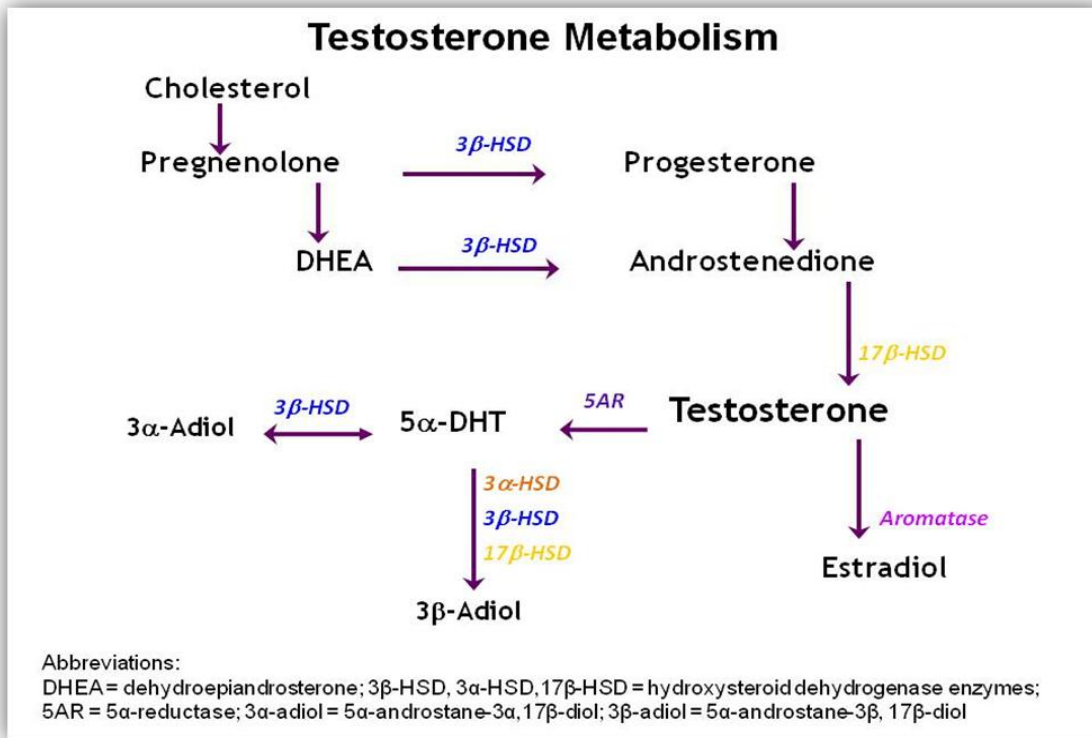 Testosterone Metabolism
Cholesterol
3β-HSD
Pregnenolone
Progesterone
3β-HSD
DHEA
Androstenedione
17β-HSD
3α-Adiol
3β-HSD
5α-DHT
5AR
Testosterone
3α-HSD
3β-HSD
17β-HSD
Aromatase
Estradiol
3β-Adiol
Abbreviations:
DHEA = dehydroepiandrosterone; 3β-HSD, 3α-HSD,17β-HSD = hydroxysteroid dehydrogenase enzymes;
5AR = 5α-reductase; 3α-adiol = 5α-androstane-3α,17β-diol; 3β-adiol = 5α-androstane-3β, 17β-diol